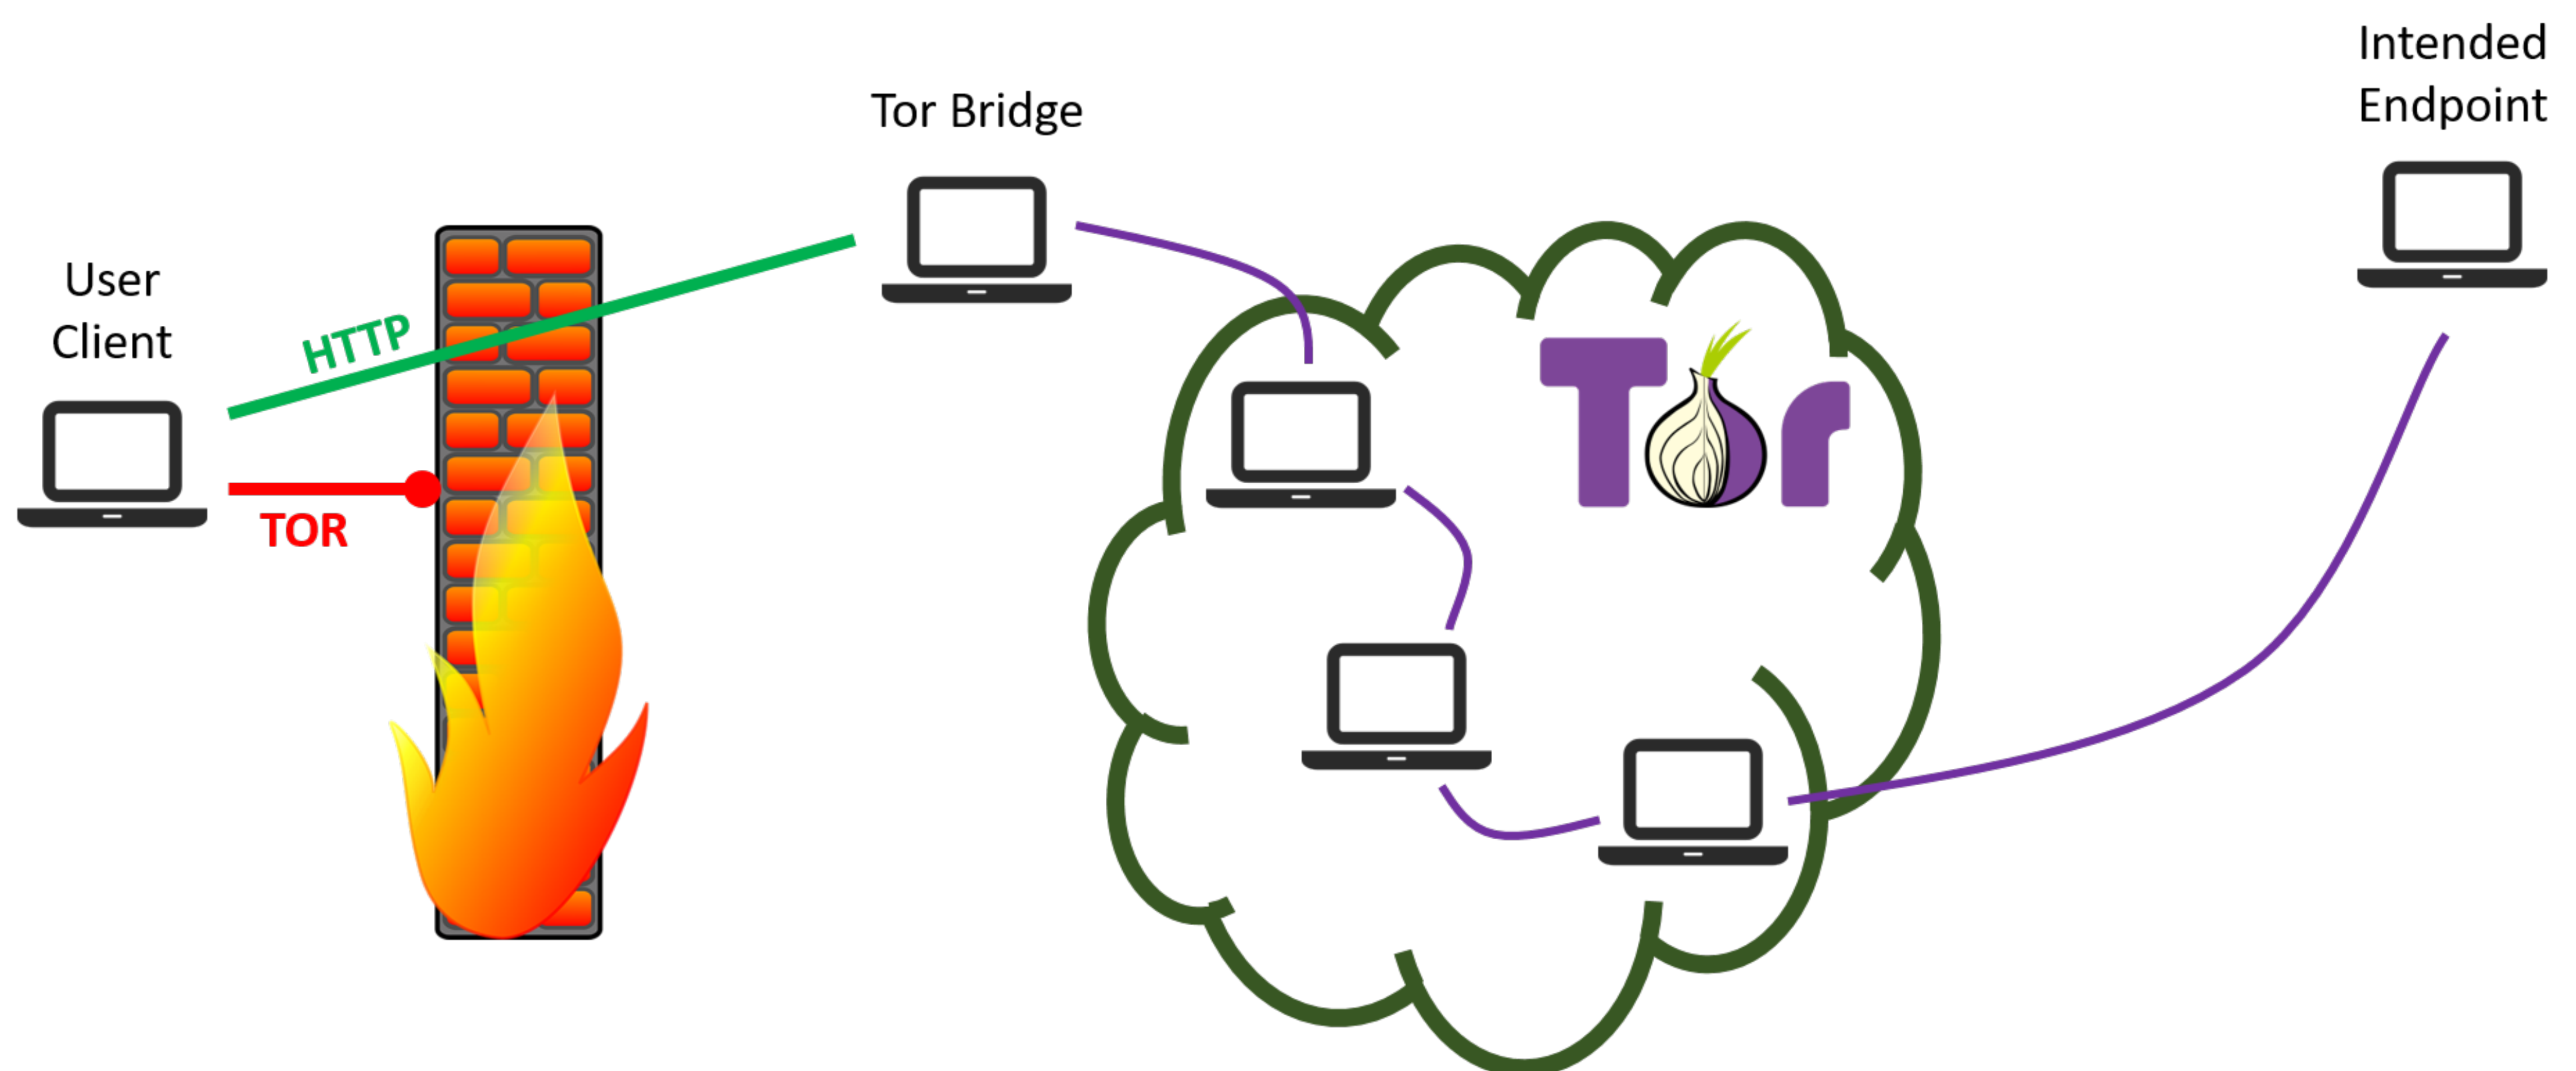 Intended
Endpoint
Tor Bridge
User
Client
HTTP
TOR
Tor